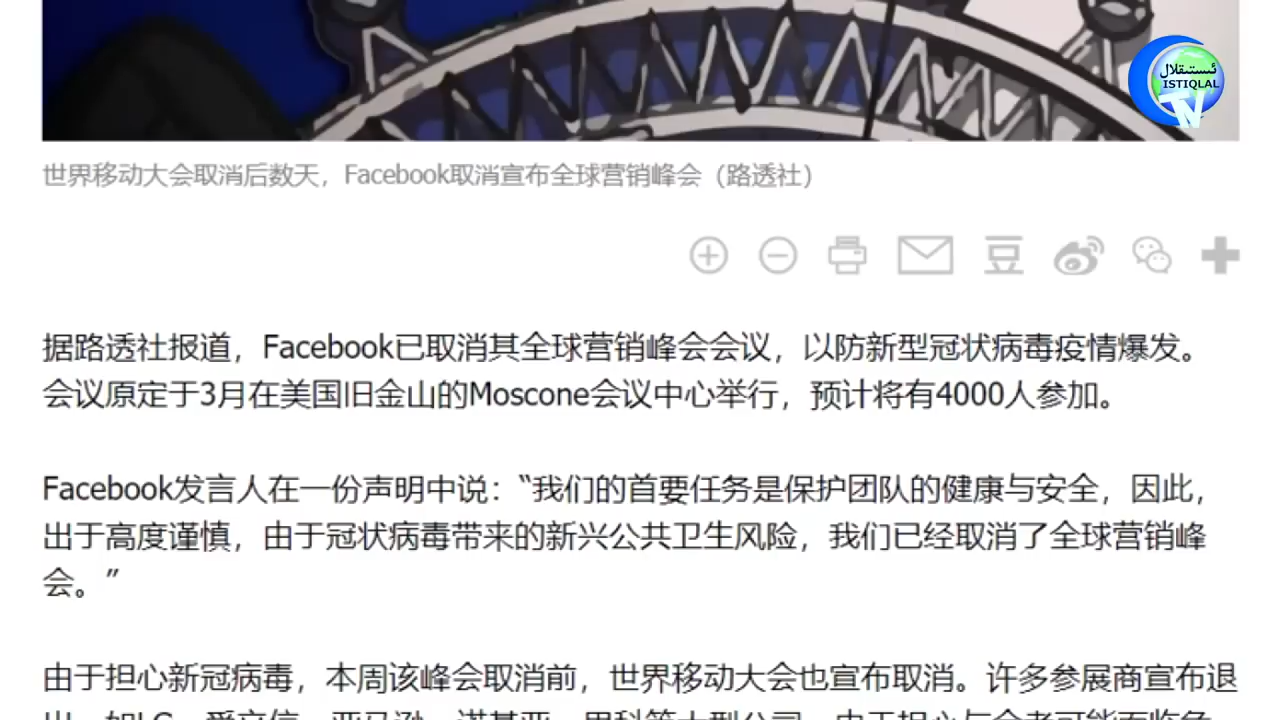 ئىستىقلال
ISTIQLAL
TV
世界移动大会取消后数天，Facebook取消宣布全球营销峰会（路透社）
豆
据路透社报道，Facebook已取消其全球营销峰会会议，以防新型冠状病毒疫情爆发。
会议原定于3月在美国旧金山的Moscone会议中心举行，预计将有4000人参加。
Facebook发言人在一份声明中说：“我们的首要任务是保护团队的健康与安全，因此，
出于高度谨慎，由于冠状病毒带来的新兴公共卫生风险，我们已经取消了全球营销峰
会。”
由于担心新冠病毒，本周该峰会取消前，世界移动大会也宣布取消。许多参展商宣布退